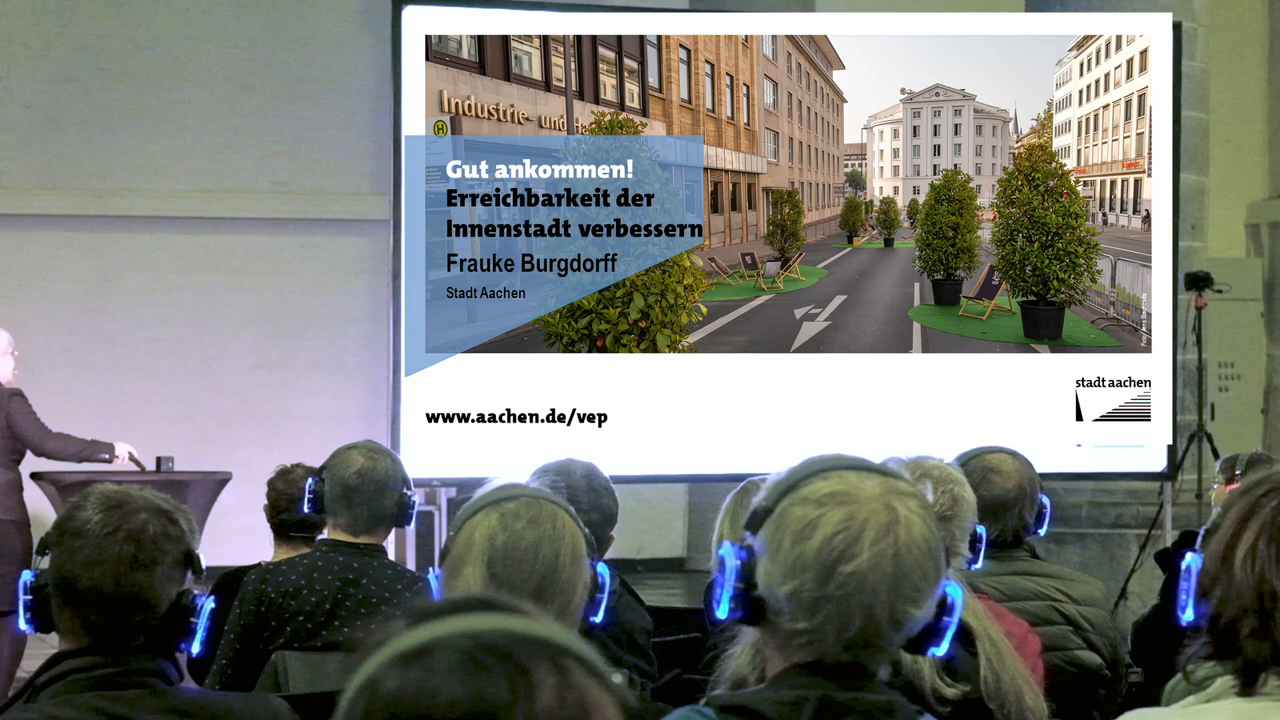 Industrie- und Ha
H
Gut ankommen!
Erreichbarkeit der
Innenstadt verbessern
Frauke Burgdorff
Stadt Aachen
www.aachen.de/vep
stadt aachen